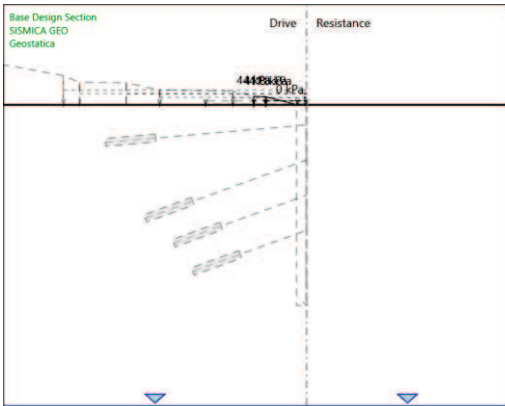 Base Design Section
SISMICA GEO
Geostatica
Drive
Resistance
0 kPa